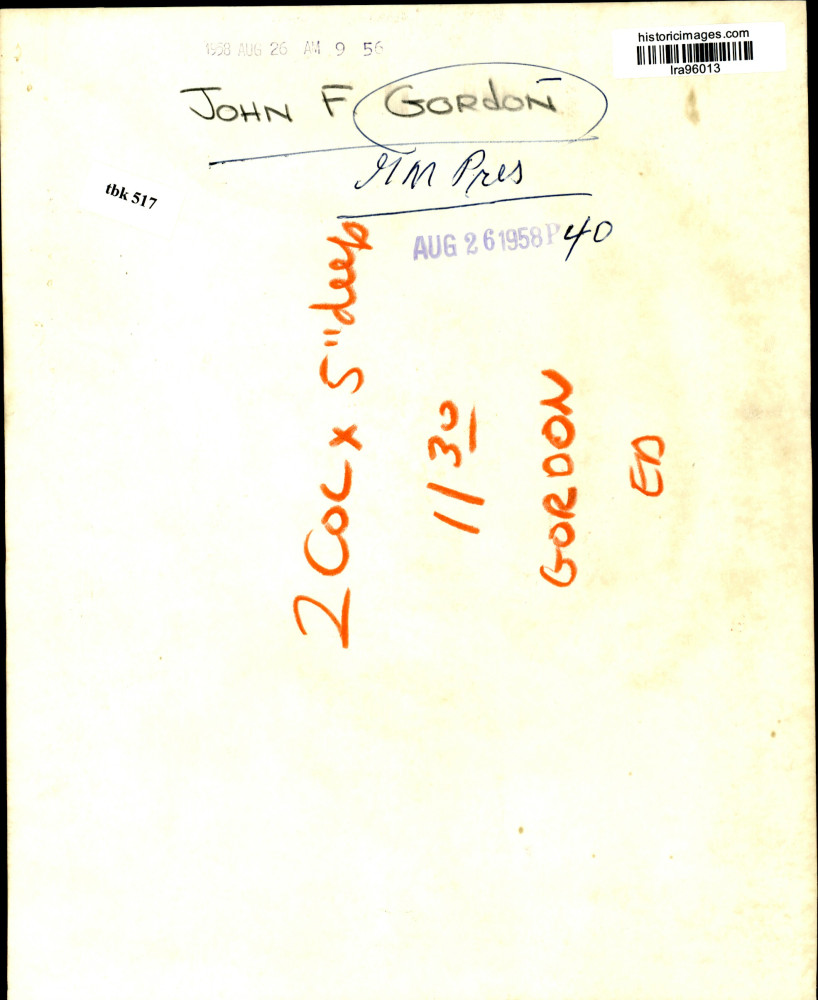 historicimages.com
lra96013
1958 AUG 26 AM 9 56
JOHN F. GORDON
GM Pres
tbk 517
AUG 26 1958 P 40
2 COL x 5" deep
11 30
GORDON
ED